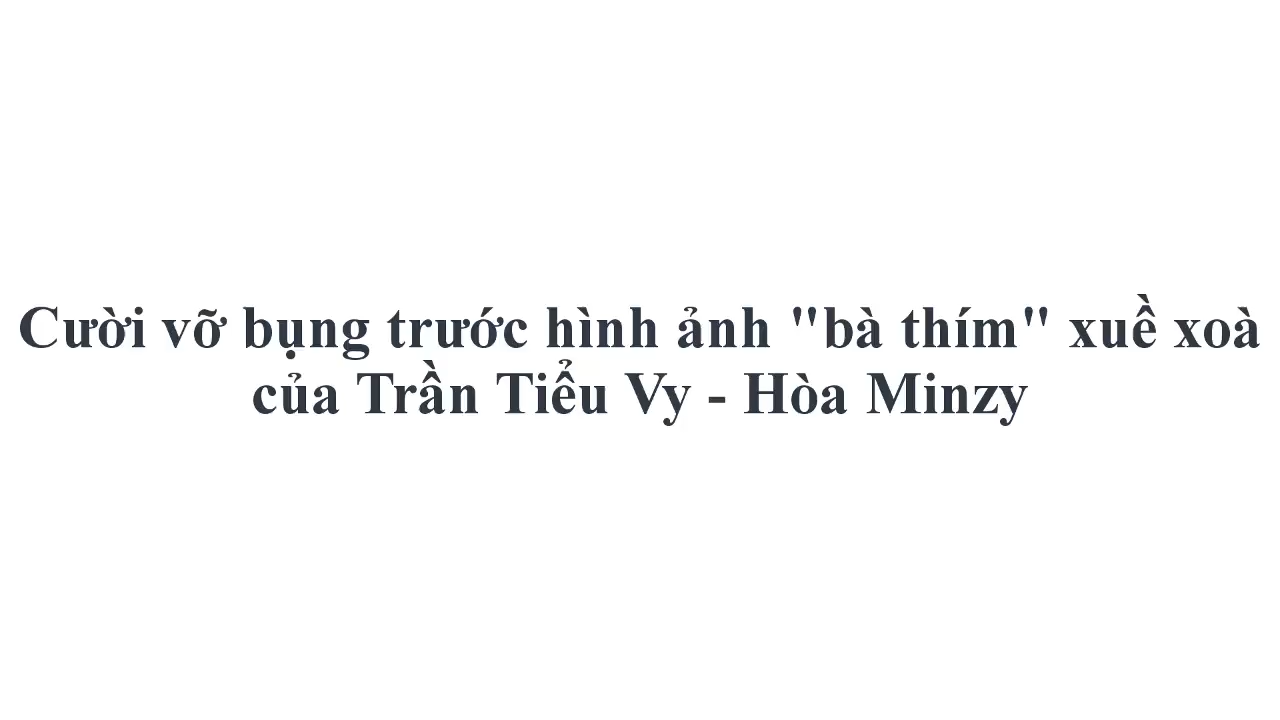 Cười vỡ bụng trước hình ảnh "bà thím" xuề xoà
của Trần Tiểu Vy - Hòa Minzy